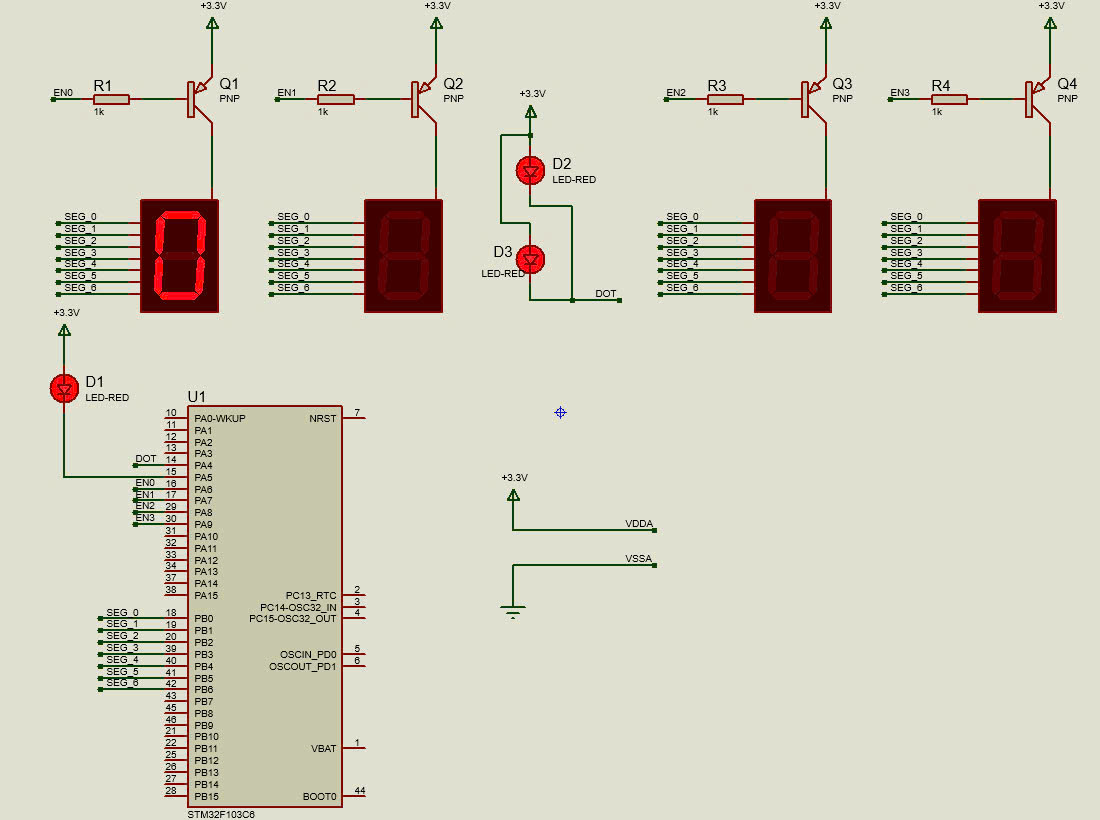 +3.3V
+3.3V
+3.3V
+3.3V
EN0
R1
1k
Q1
PNP
EN1
R2
1k
Q2
PNP
+3.3V
D2
LED-RED
D3
LED-RED
DOT
EN2
R3
1k
Q3
PNP
EN3
R4
1k
Q4
PNP
SEG_0
SEG_1
SEG_2
SEG_3
SEG_4
SEG_5
SEG_6
0
SEG_0
SEG_1
SEG_2
SEG_3
SEG_4
SEG_5
SEG_6
SEG_0
SEG_1
SEG_2
SEG_3
SEG_4
SEG_5
SEG_6
SEG_0
SEG_1
SEG_2
SEG_3
SEG_4
SEG_5
SEG_6
+3.3V
D1
LED-RED
U1
10 PA0-WKUP
11 PA1
12 PA2
13 PA3
DOT 14 PA4
15 PA5
EN0 16 PA6
EN1 17 PA7
EN2 29 PA8
EN3 30 PA9
31 PA10
32 PA11
33 PA12
34 PA13
37 PA14
38 PA15
SEG_0 18 PB0
SEG_1 19 PB1
SEG_2 20 PB2
SEG_3 39 PB3
SEG_4 40 PB4
SEG_5 41 PB5
SEG_6 42 PB6
43 PB7
45 PB8
46 PB9
21 PB10
22 PB11
25 PB12
26 PB13
27 PB14
28 PB15
NRST 7
PC13_RTC 2
PC14-OSC32_IN 3
PC15-OSC32_OUT 4
OSCIN_PD0 5
OSCOUT_PD1 6
VBAT 1
BOOT0 44
STM32F103C6
+3.3V
VDDA
VSSA